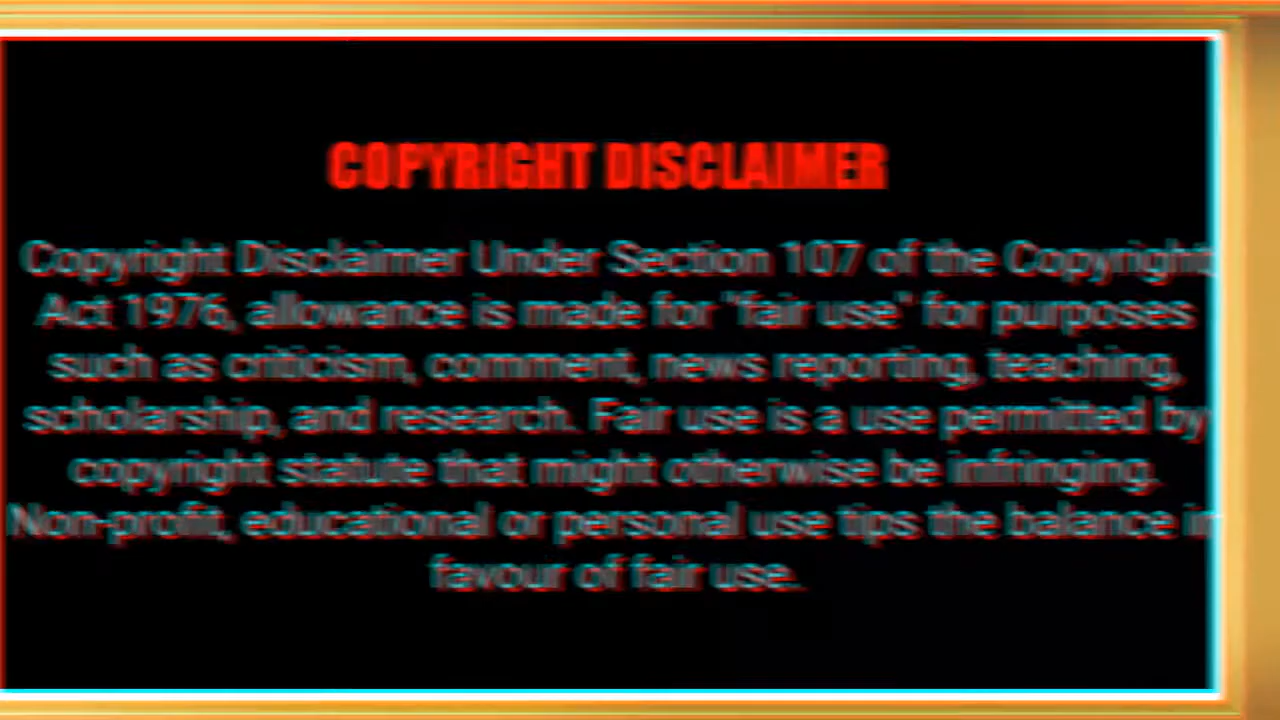 COPYRIGHT DISCLAIMER
Copyright Disclaimer Under Section 107 of the Copyright
Act 1976, allowance is made for "fair use" for purposes
such as criticism, comment, news reporting, teaching,
scholarship, and research. Fair use is a use permitted by
copyright statute that might otherwise be infringing.
Non-profit, educational or personal use tips the balance in
favour of fair use.